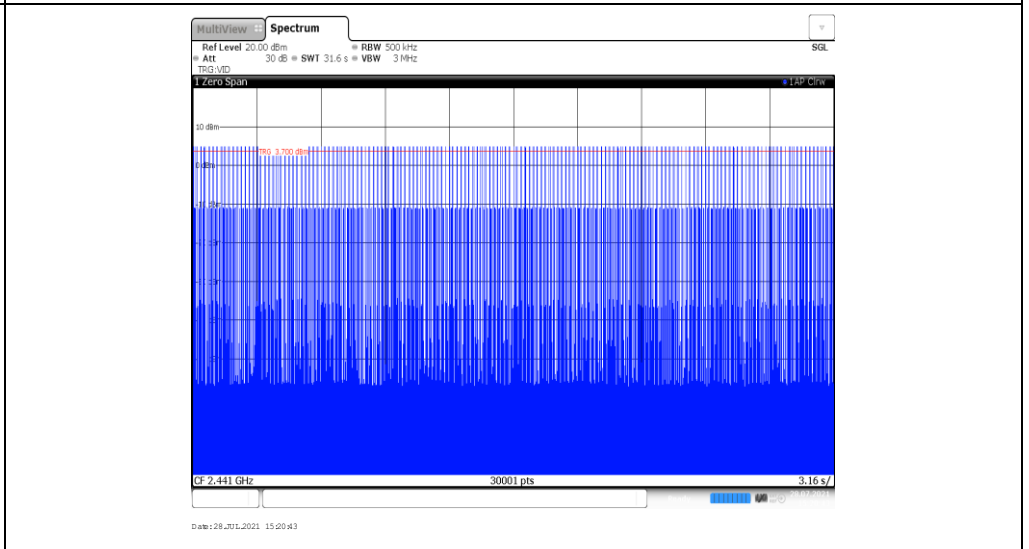 MultiView Spectrum
Ref Level 20.00 dBm RBW 500 kHz SGL
Att 30 dB SWT 31.6 s VBW 3 MHz
TRG:VID
1 Zero Span 1AP Clrw
10 dBm
TRG 3.700 dBm
0 dBm
CF 2.441 GHz 30001 pts 3.16 s/
Date:28.JUL.2021 15:20:43